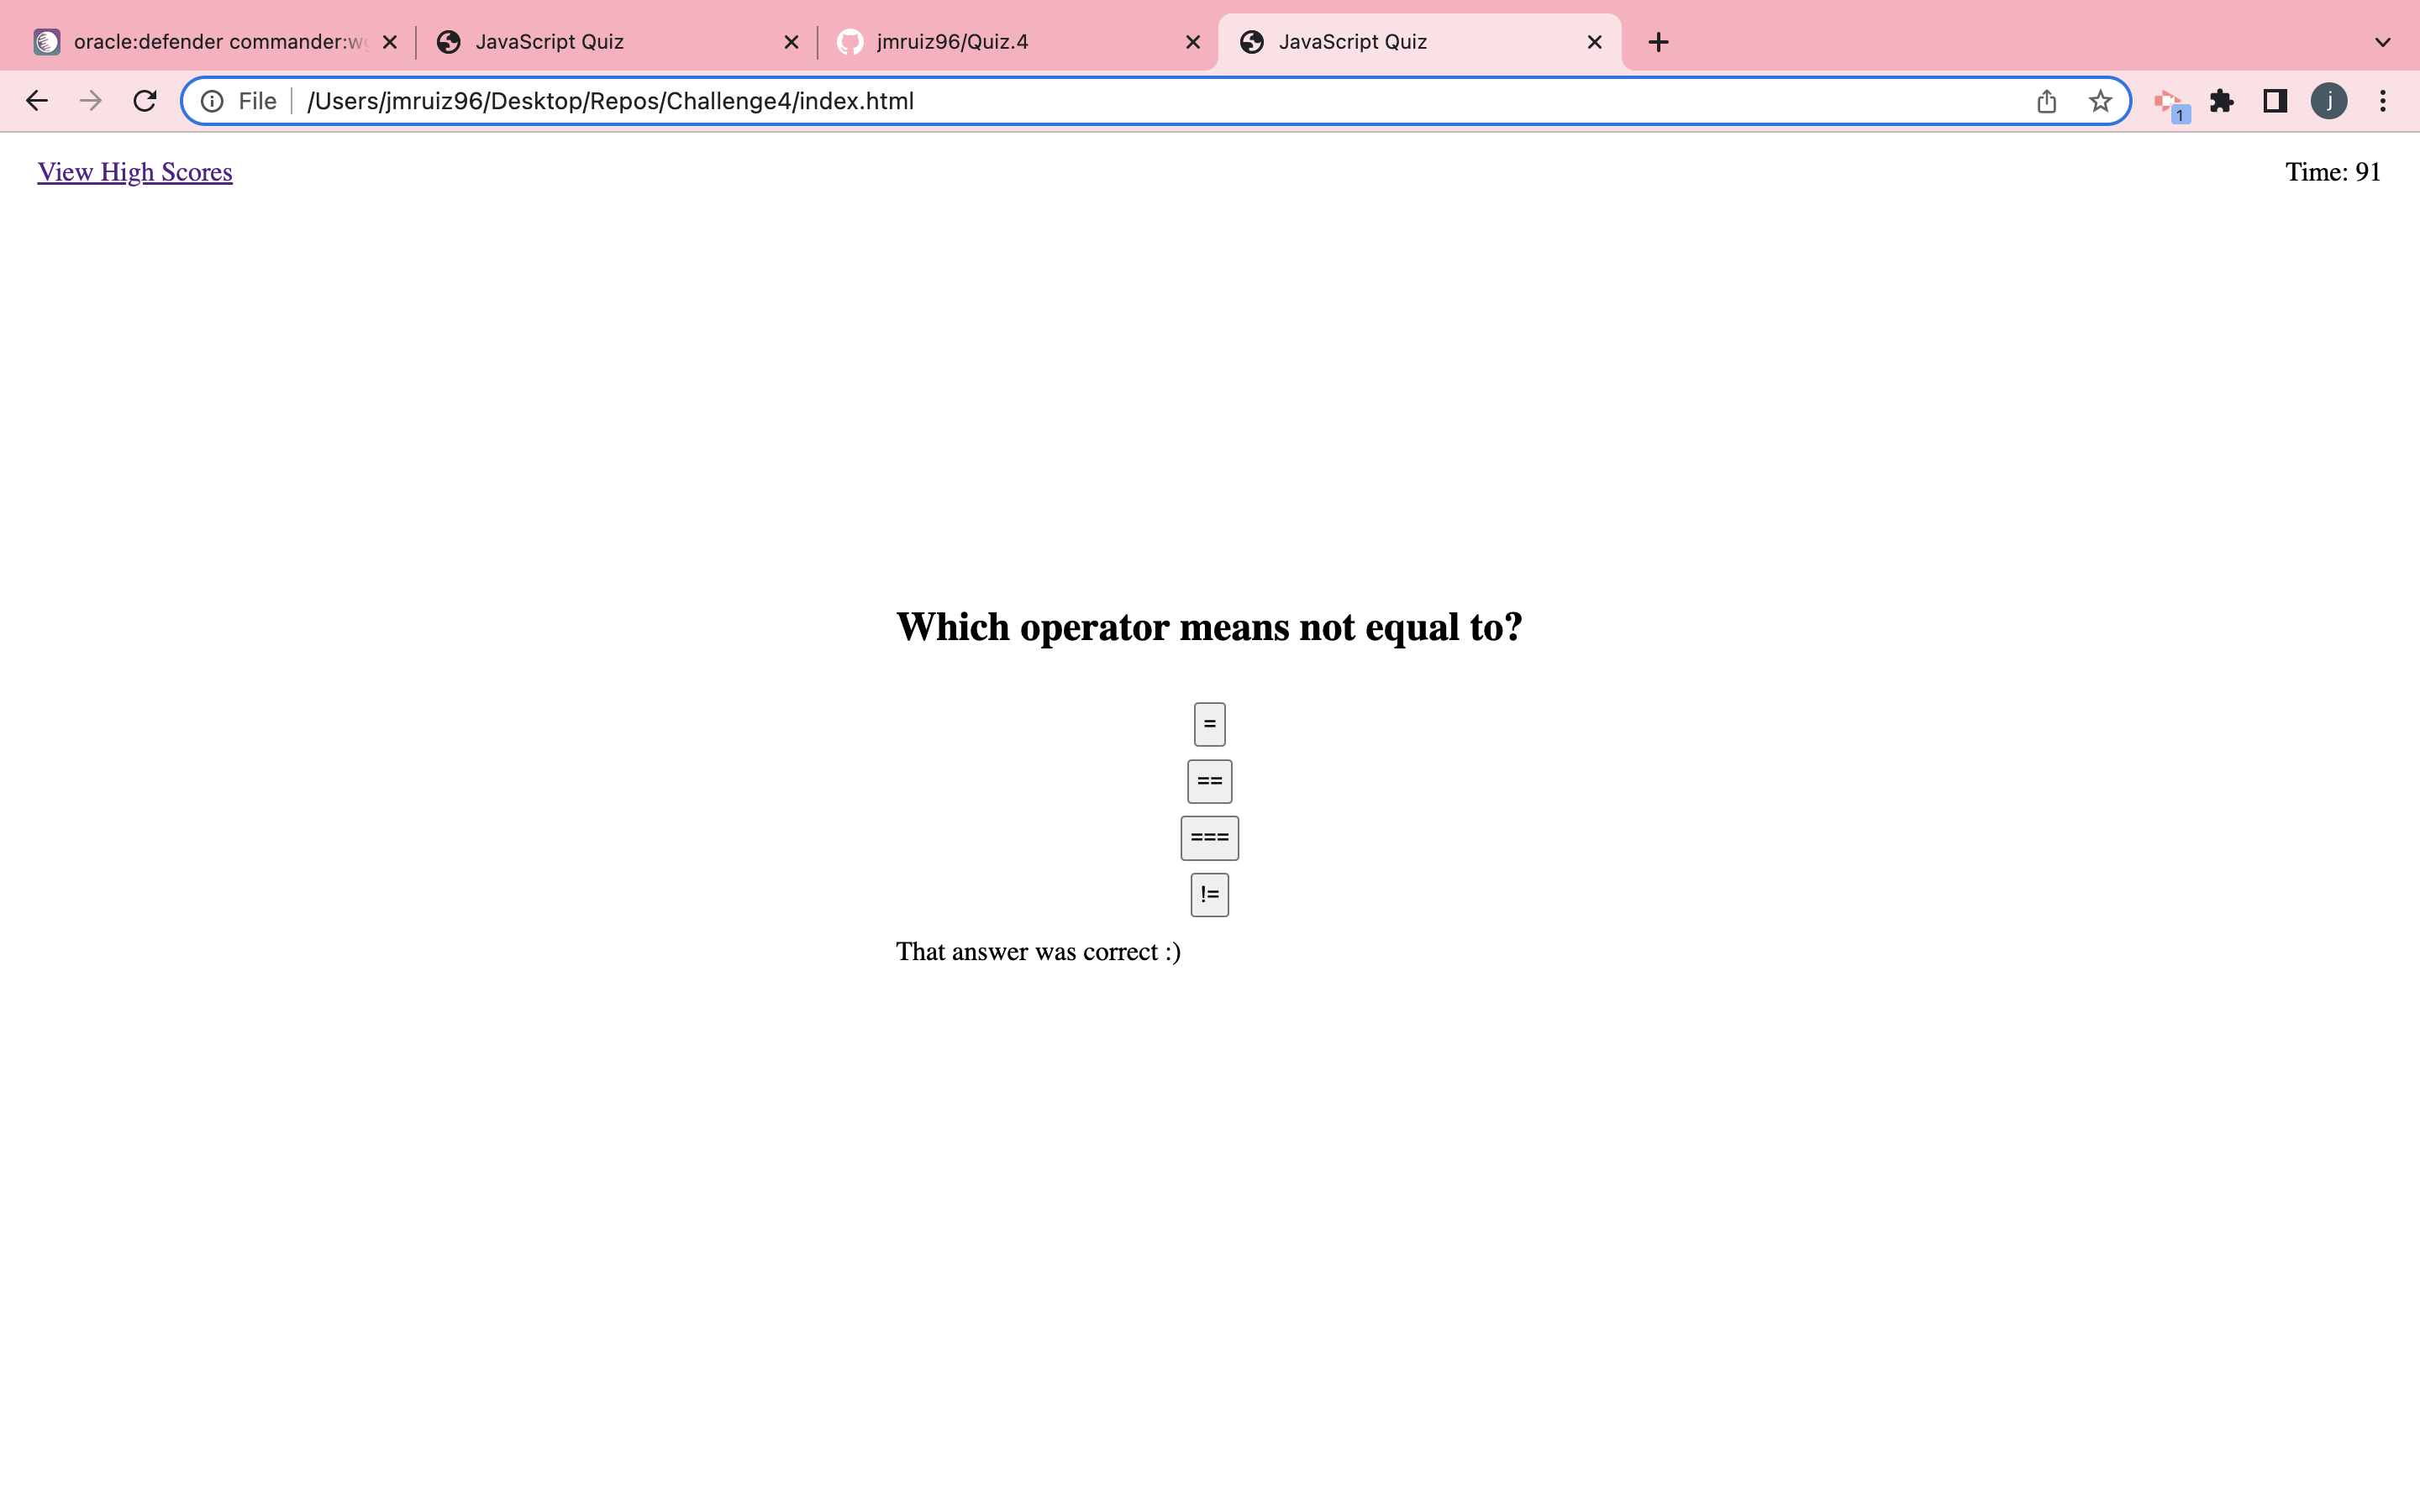 oracle:defender commander:w
JavaScript Quiz
jmruiz96/Quiz.4
JavaScript Quiz
File
/Users/jmruiz96/Desktop/Repos/Challenge4/index.html
1
j
View High Scores
Time: 91
Which operator means not equal to?
=
==
===
!=
That answer was correct :)